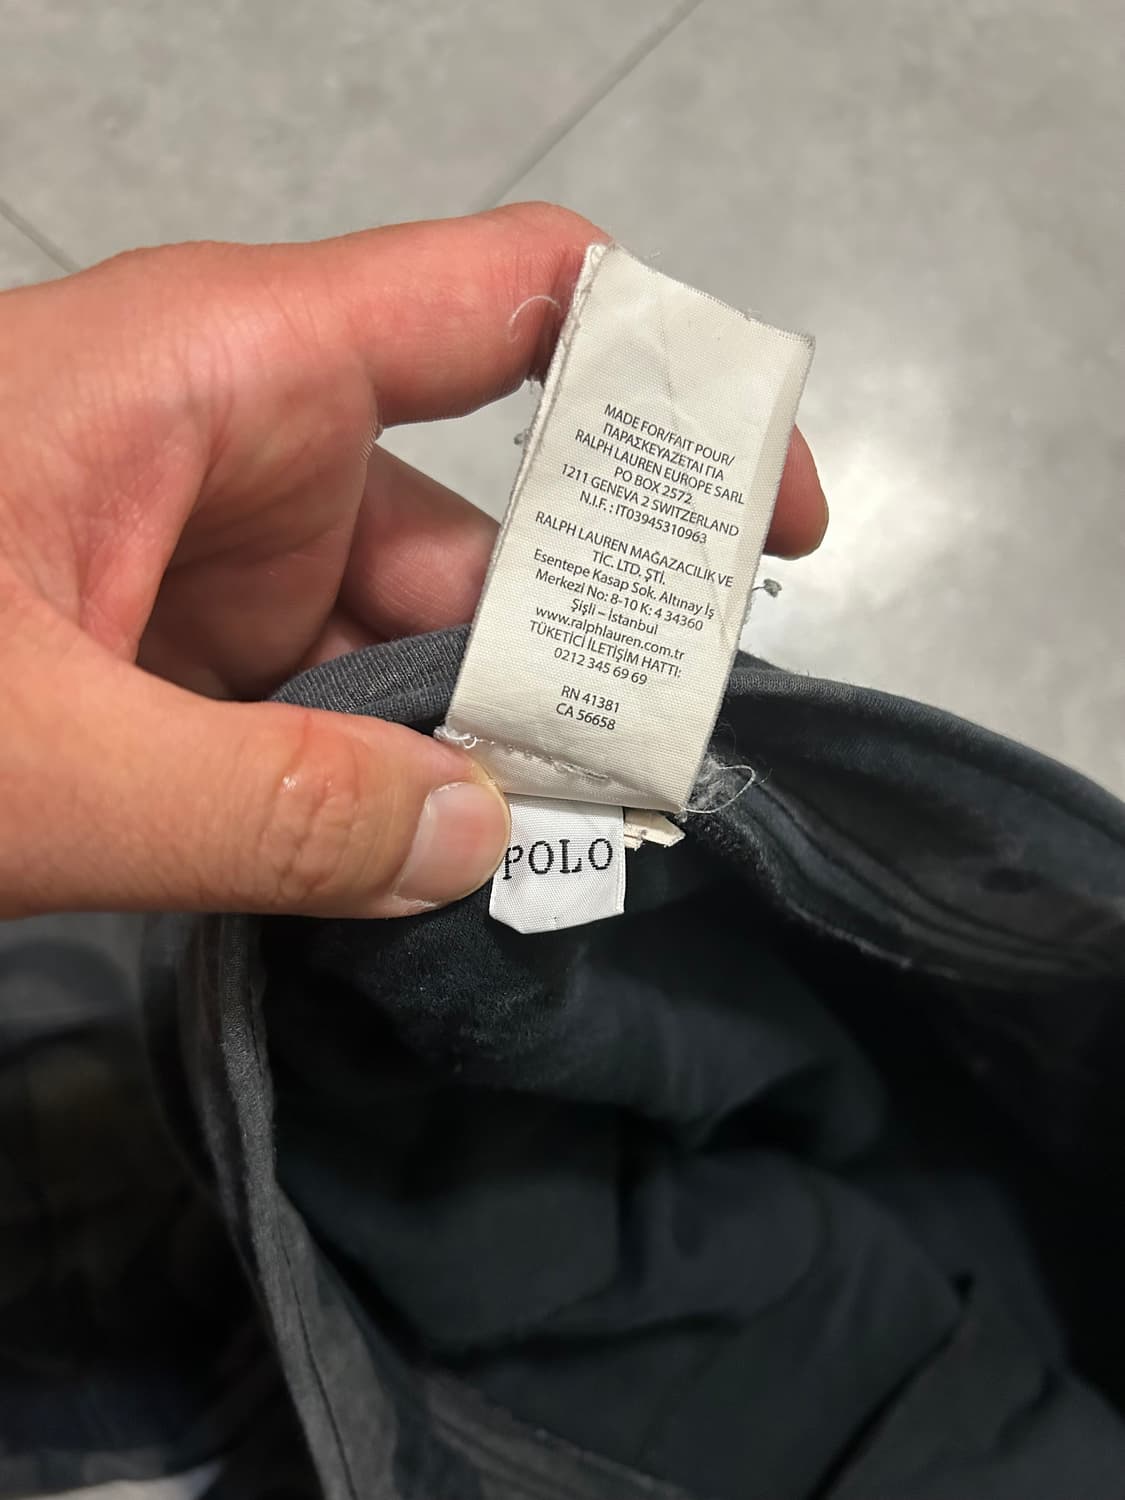 MADE FOR/FAIT POUR/
ΠΑΡΑΣΚΕΥΑΖΕΤΑΙ ΓΙΑ
RALPH LAUREN EUROPE SARL
PO BOX 2572
1211 GENEVA 2 SWITZERLAND
N.I.F. : IT03945310963
RALPH LAUREN MAĞAZACILIK VE
TİC. LTD. ŞTİ.
Esentepe Kasap Sok. Altınay İş
Merkezi No: 8-10 K: 4 34360
Şişli – İstanbul
www.ralphlauren.com.tr
TÜKETİCİ İLETİŞİM HATTI:
0212 345 69 69
RN 41381
CA 56658
POLO